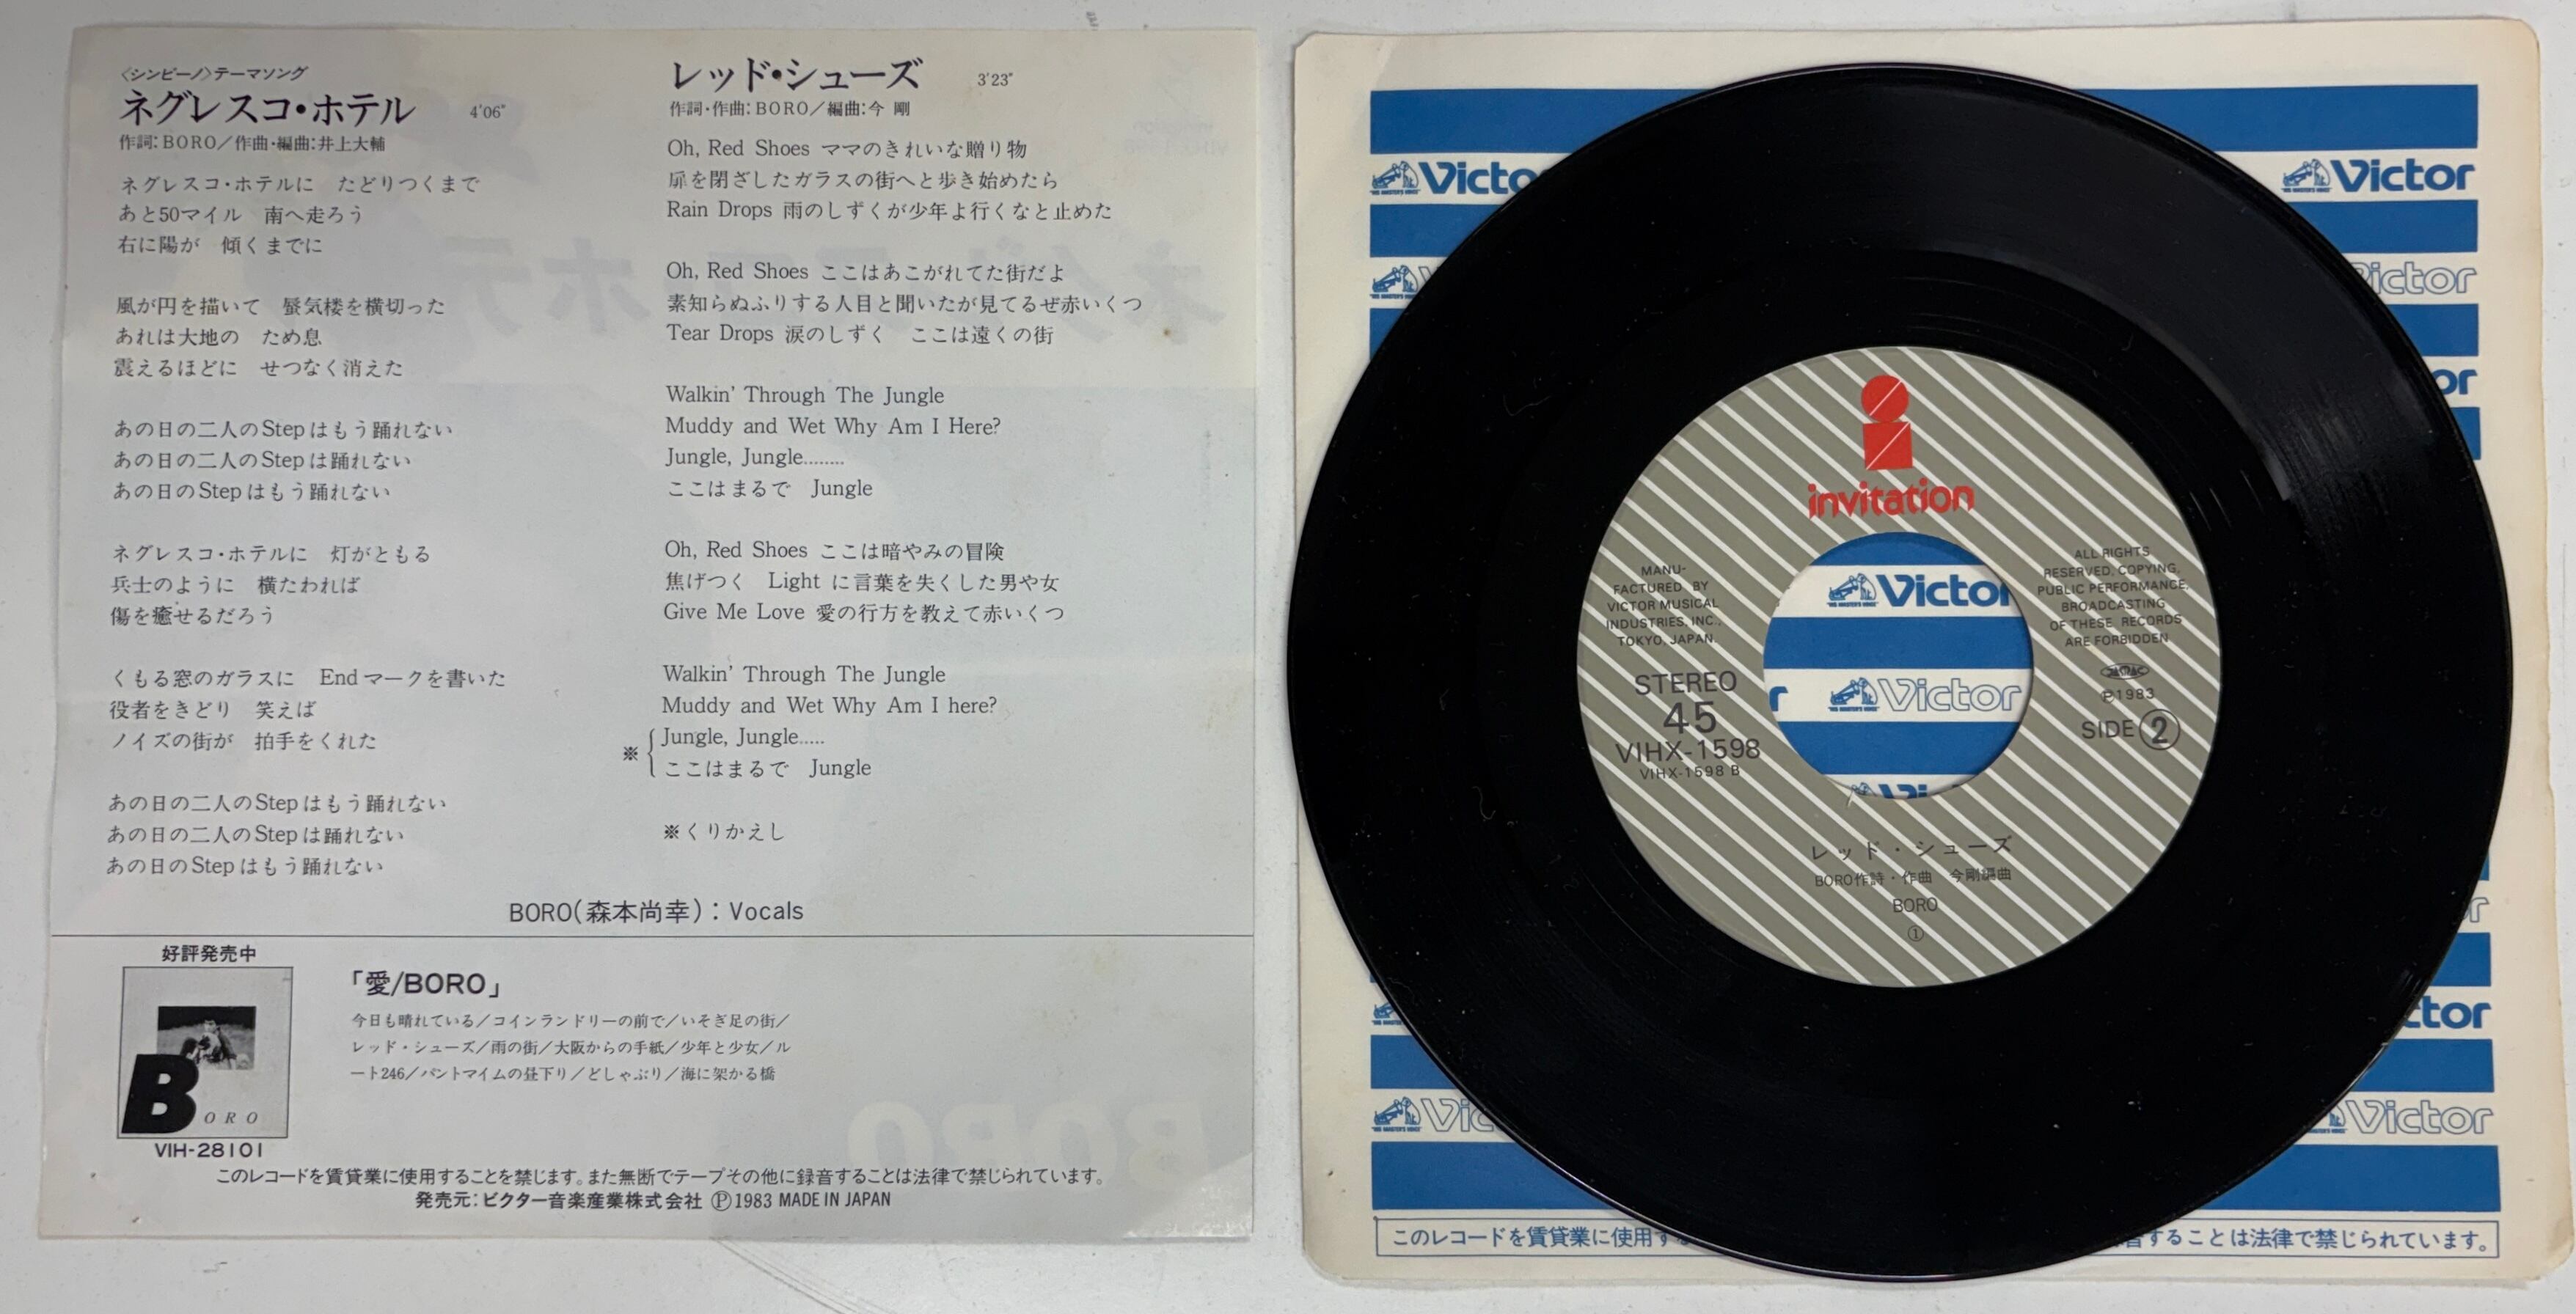 〈シンピーノ〉テーマソング
ネグレスコ・ホテル 4'06"
作詞：BORO／作曲・編曲：井上大輔
ネグレスコ・ホテルに　たどりつくまで
あと50マイル　南へ走ろう
右に陽が　傾くまでに
風が円を描いて　蜃気楼を横切った
あれは大地の　ため息
震えるほどに　せつなく消えた
あの日の二人のStepはもう踊れない
あの日の二人のStepは踊れない
あの日のStepはもう踊れない
ネグレスコ・ホテルに　灯がともる
兵士のように　横たわれば
傷を癒せるだろう
くもる窓のガラスに　Endマークを書いた
役者をきどり　笑えば
ノイズの街が　拍手をくれた
あの日の二人のStepはもう踊れない
あの日の二人のStepは踊れない
あの日のStepはもう踊れない
レッド・シューズ 3'23"
作詞・作曲：BORO／編曲：今 剛
Oh, Red Shoes ママのきれいな贈り物
扉を閉ざしたガラスの街へと歩き始めたら
Rain Drops 雨のしずくが少年よ行くなと止めた
Oh, Red Shoes ここはあこがれてた街だよ
素知らぬふりする人目と聞いたが見てるぜ赤いくつ
Tear Drops 涙のしずく　ここは遠くの街
Walkin' Through The Jungle
Muddy and Wet Why Am I Here?
Jungle, Jungle........
ここはまるで　Jungle
Oh, Red Shoes ここは暗やみの冒険
焦げつく　Light に言葉を失くした男や女
Give Me Love 愛の行方を教えて赤いくつ
Walkin' Through The Jungle
Muddy and Wet Why Am I here?
※ Jungle, Jungle.....
ここはまるで　Jungle
※くりかえし
BORO（森本尚幸）：Vocals
好評発売中
B ORO
VIH-28101
「愛/BORO」
今日も晴れている／コインランドリーの前で／いそぎ足の街／
レッド・シューズ／雨の街／大阪からの手紙／少年と少女／ル
ート246／パントマイムの昼下り／どしゃぶり／海に架かる橋
このレコードを賃貸業に使用することを禁じます。また無断でテープその他に録音することは法律で禁じられています。
発売元：ビクター音楽産業株式会社 Ⓟ1983 MADE IN JAPAN
Victor
Victor
invitation
MANU-
FACTURED BY
VICTOR MUSICAL
INDUSTRIES, INC.,
TOKYO, JAPAN
STEREO
45
VIHX-1598
VIHX-1598 B
ALL RIGHTS
RESERVED. COPYING,
PUBLIC PERFORMANCE,
BROADCASTING
OF THESE RECORDS
ARE FORBIDDEN
JASRAC
Ⓟ1983
SIDE 2
Victor
Victor
レッド・シューズ
BORO作詩・作曲　今剛編曲
BORO
①
Victor
このレコードを賃貸業に使用す
音することは法律で禁じられています。